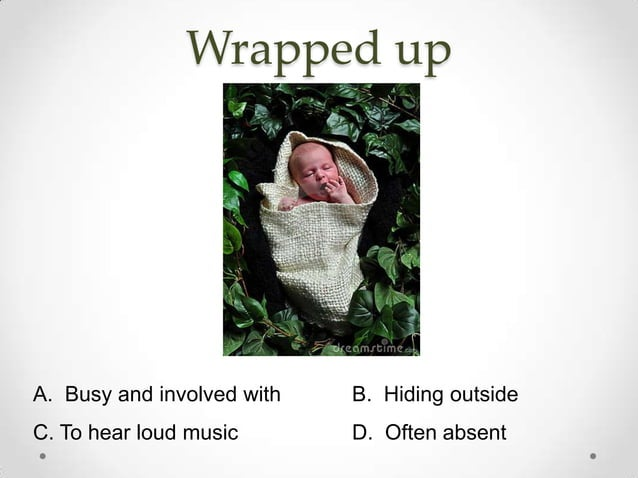 Wrapped up
dreamstime
A. Busy and involved with
B. Hiding outside
C. To hear loud music
D. Often absent